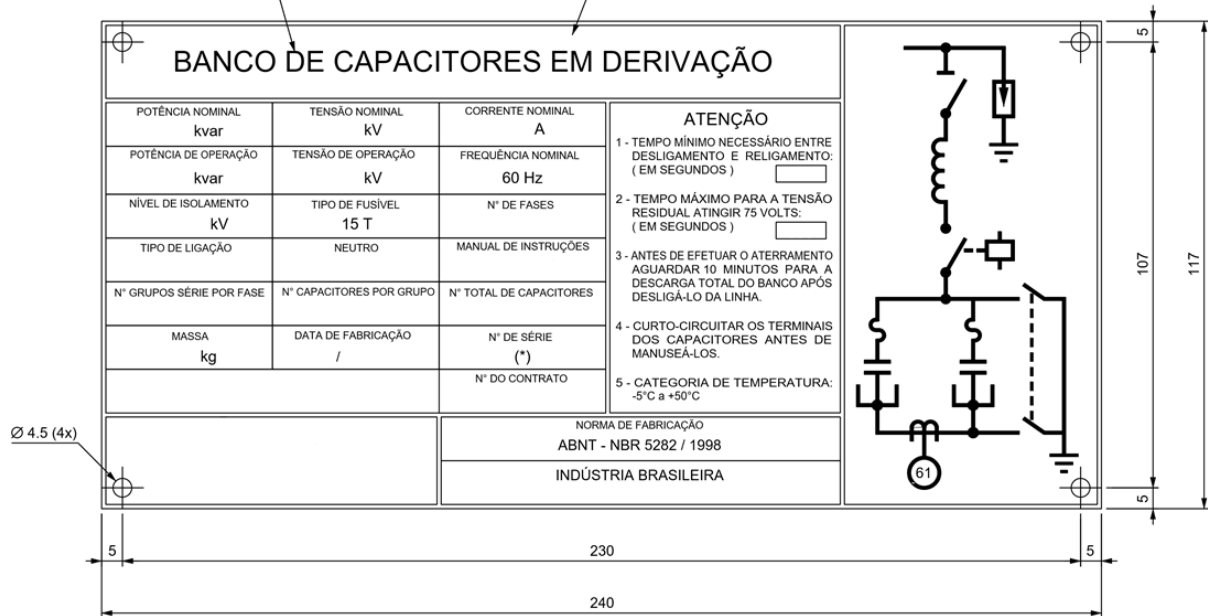 BANCO DE CAPACITORES EM DERIVAÇÃO
POTÊNCIA NOMINAL
kvar
TENSÃO NOMINAL
kV
CORRENTE NOMINAL
A
POTÊNCIA DE OPERAÇÃO
kvar
TENSÃO DE OPERAÇÃO
kV
FREQUÊNCIA NOMINAL
60 Hz
NÍVEL DE ISOLAMENTO
kV
TIPO DE FUSÍVEL
15 T
N° DE FASES
TIPO DE LIGAÇÃO
NEUTRO
MANUAL DE INSTRUÇÕES
N° GRUPOS SÉRIE POR FASE
N° CAPACITORES POR GRUPO
N° TOTAL DE CAPACITORES
MASSA
kg
DATA DE FABRICAÇÃO
/
N° DE SÉRIE
(*)
N° DO CONTRATO
ATENÇÃO
1 - TEMPO MÍNIMO NECESSÁRIO ENTRE
DESLIGAMENTO E RELIGAMENTO:
( EM SEGUNDOS )
2 - TEMPO MÁXIMO PARA A TENSÃO
RESIDUAL ATINGIR 75 VOLTS:
( EM SEGUNDOS )
3 - ANTES DE EFETUAR O ATERRAMENTO
AGUARDAR 10 MINUTOS PARA A
DESCARGA TOTAL DO BANCO APÓS
DESLIGÁ-LO DA LINHA.
4 - CURTO-CIRCUITAR OS TERMINAIS
DOS CAPACITORES ANTES DE
MANUSEÁ-LOS.
5 - CATEGORIA DE TEMPERATURA:
-5°C a +50°C
NORMA DE FABRICAÇÃO
ABNT - NBR 5282 / 1998
INDÚSTRIA BRASILEIRA
61
Ø 4.5 (4x)
5
107
117
5
5
230
5
240